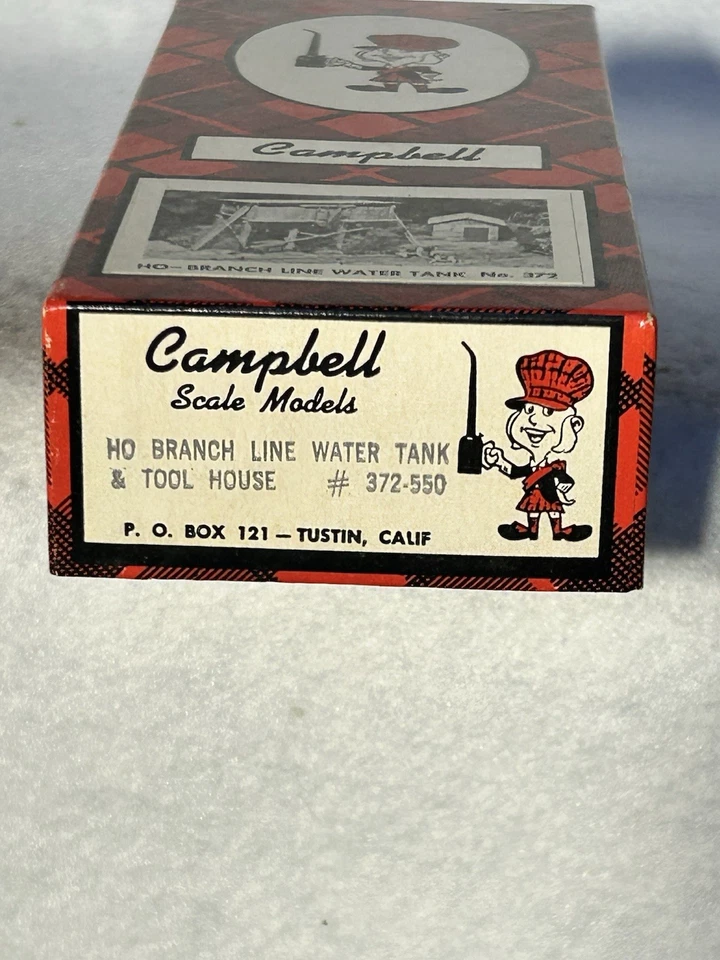 Campbell
HO— BRANCH LINE WATER TANK No. 372
Campbell
Scale Models
HO BRANCH LINE WATER TANK
& TOOL HOUSE # 372-550
P. O. BOX 121 — TUSTIN, CALIF